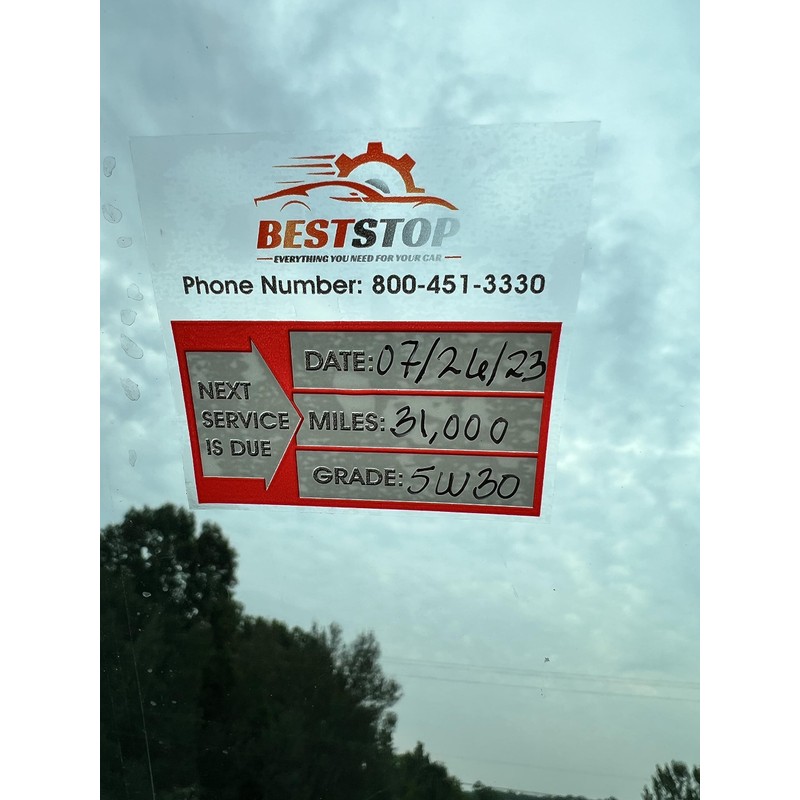 BESTSTOP
EVERYTHING YOU NEED FOR YOUR CAR
Phone Number: 800-451-3330
NEXT
SERVICE
IS DUE
DATE: 07/26/23
MILES: 31,000
GRADE: 5W30